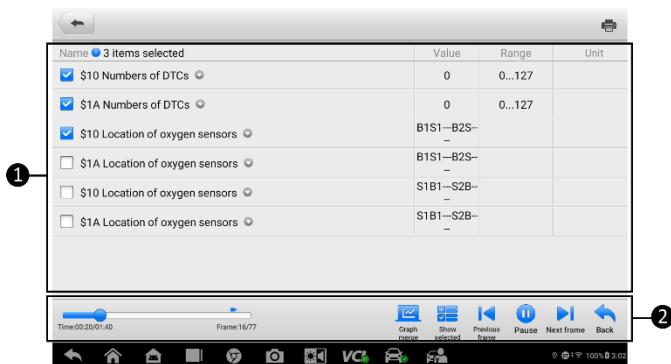 Name 3 items selected Value Range Unit
$10 Numbers of DTCs 0 0...127
$1A Numbers of DTCs 0 0...127
$10 Location of oxygen sensors B1S1---B2S--
–
$1A Location of oxygen sensors B1S1---B2S--
–
$10 Location of oxygen sensors S1B1---S2B--
–
$1A Location of oxygen sensors S1B1---S2B--
–
1
2
Time:00:20/01:40 Frame:16/77
Graph
merge
Show
selected
Previous
frame
Pause
Next frame
Back
VCI
100% 3:02